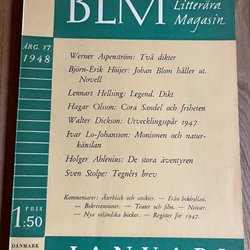 BLM
Litterära
Magasin
ÅRG. 17
1948
Werner Aspenström: Två dikter
Björn-Erik Höijer: Johan Blom håller ut.
Novell
Lennart Hellsing: Legend. Dikt
Hagar Olsson: Cora Sandel och friheten
Walter Dickson: Utvecklingsspår 1947
Ivar Lo-Johansson: Monismen och natur-
känslan
Holger Ahlenius: De stora äventyren
Sven Stolpe: Tegnérs brev
Kommentarer: Återblick och utsikter. — Från bokhyllan.
— Bokrecensioner. — Teater och film. — Notiser.
— Nya utländska böcker. — Register för 1947.
PRIS
1:50
DANMARK
JANUARI